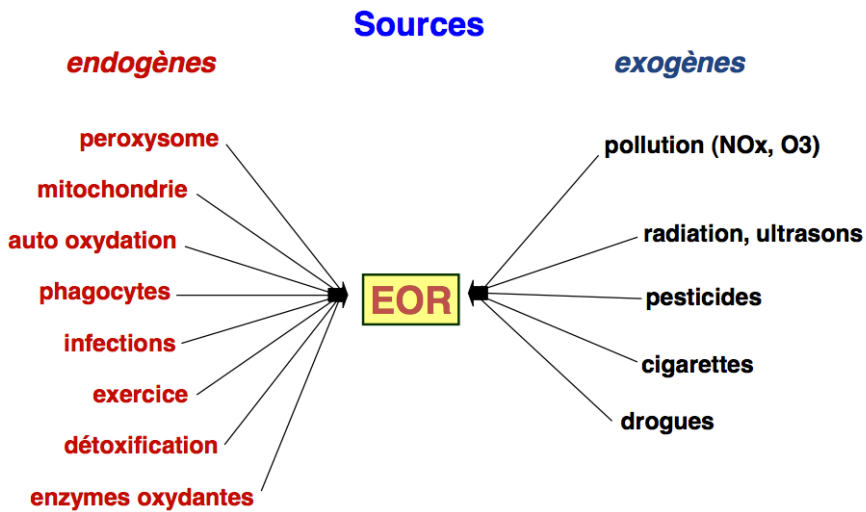 Sources
endogènes
exogènes
peroxysome
mitochondrie
auto oxydation
phagocytes
infections
exercice
détoxification
enzymes oxydantes
EOR
pollution (NOx, O3)
radiation, ultrasons
pesticides
cigarettes
drogues